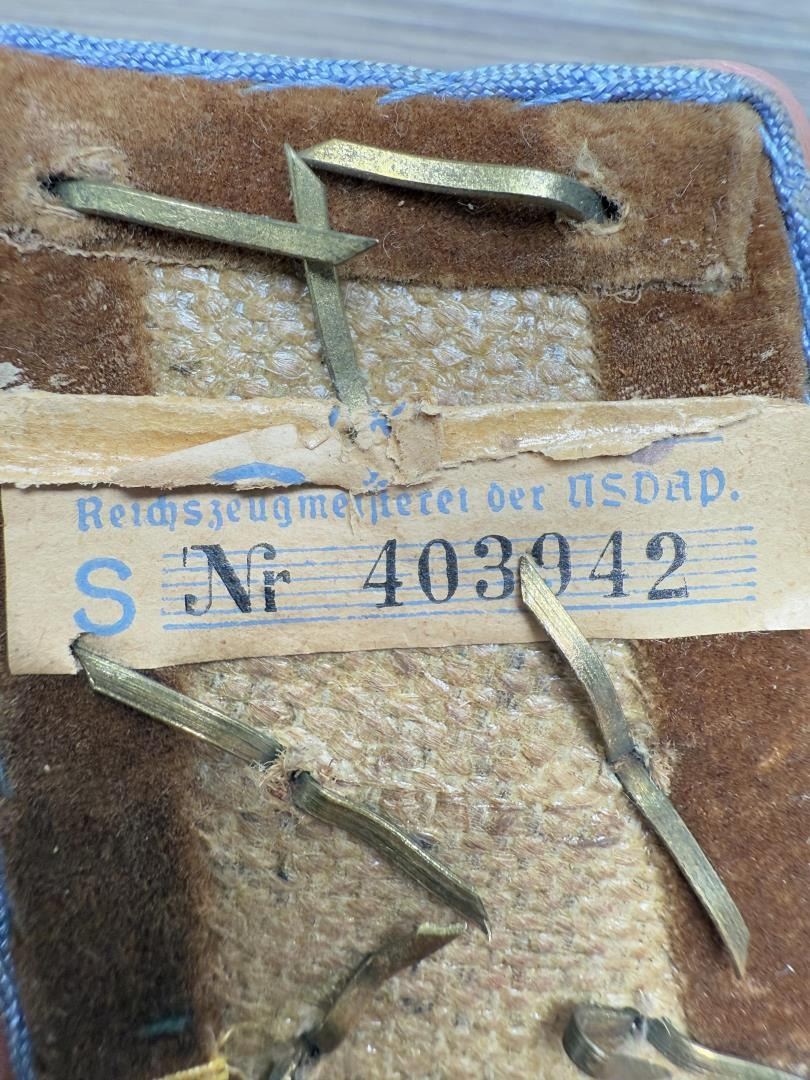 Reichszeugmeisterei der NSDAP.
S Nr 403942